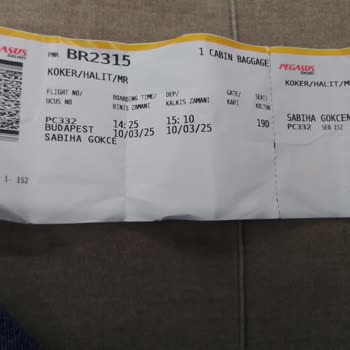 PEGASUS
AIRLINES
PNR BR2315
1 CABIN BAGGAGE
KOKER/HALIT/MR
FLIGHT NO/ BOARDING TIME/ DEP/ GATE/ SEAT/
UCUS NO BINIS ZAMANI KALKIS ZAMANI KAPI KOLTUK
PC332 14:25 15:10 19D
BUDAPEST 10/03/25 10/03/25
SABIHA GOKCE
1- 152
PEGASUS
AIRLINES
KOKER/HALIT/M
SABIHA GOKCEN
PC332 SEQ 152